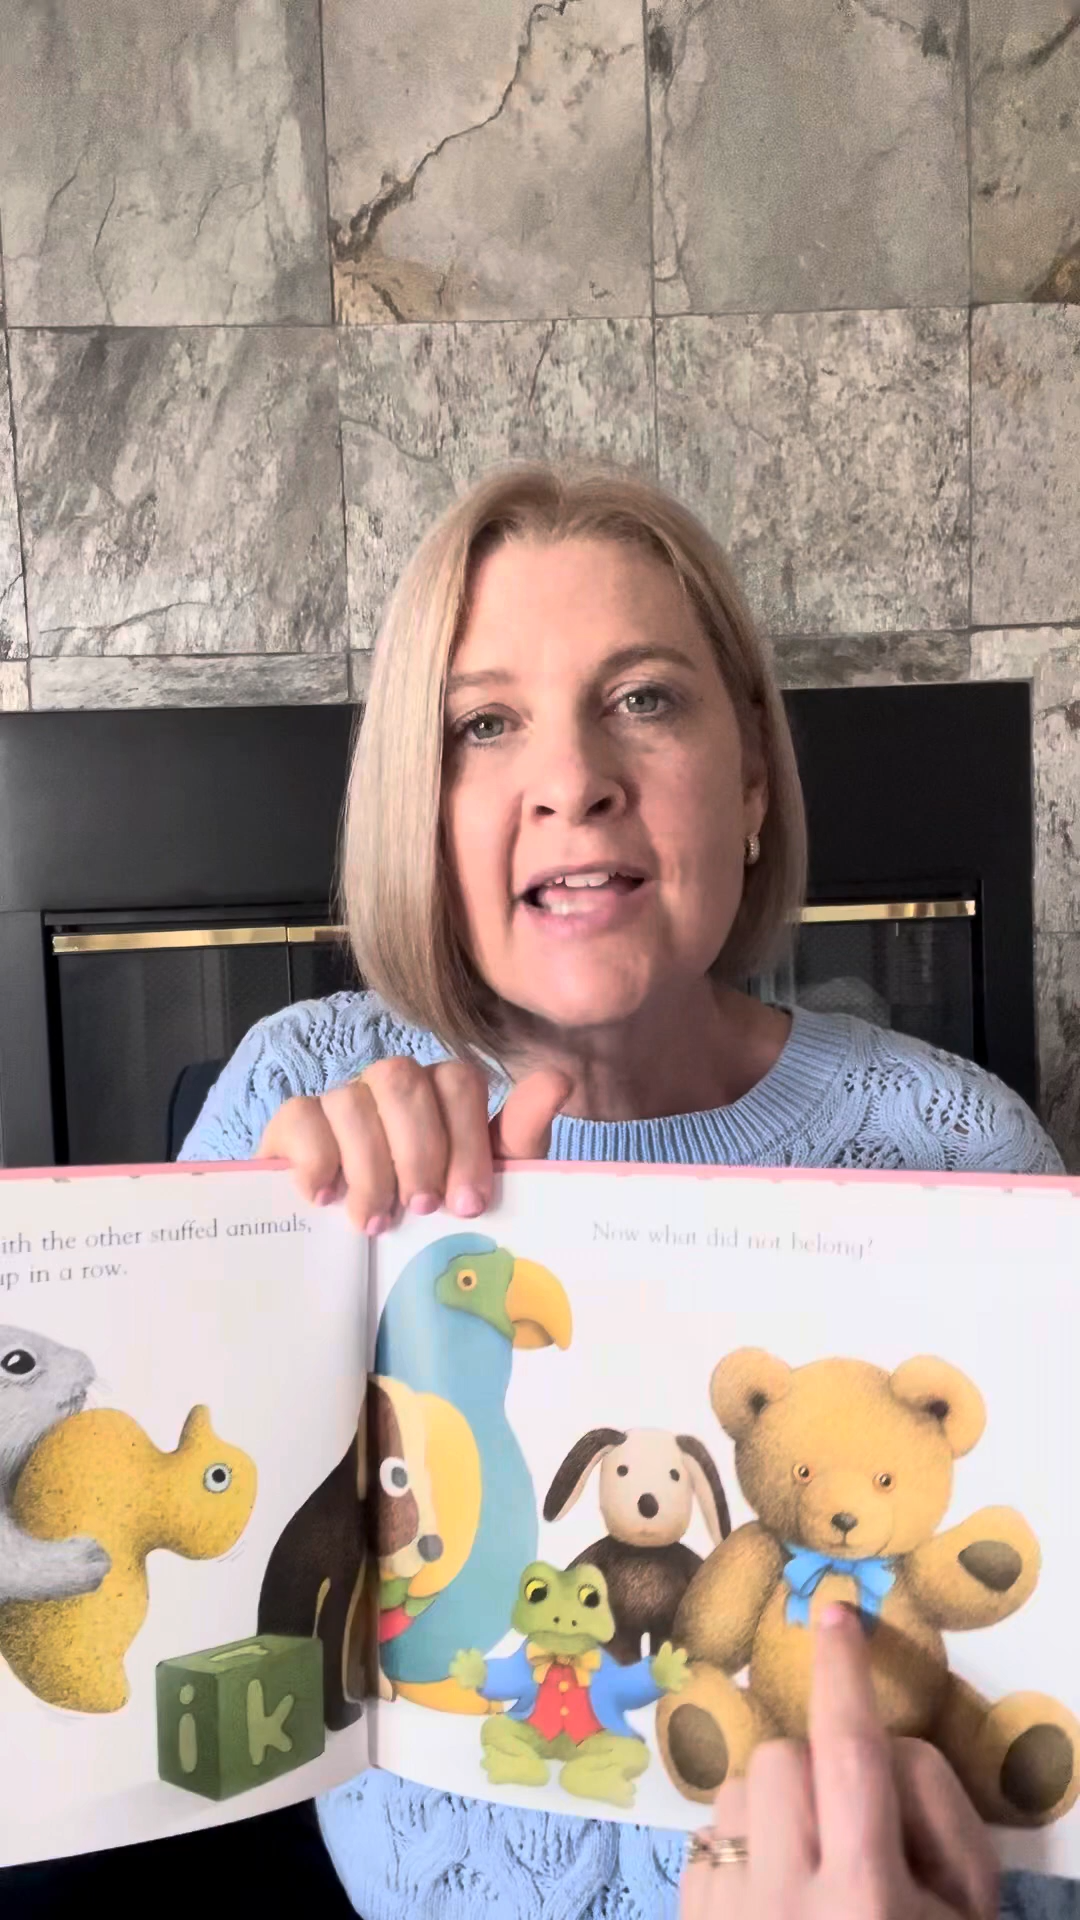 ith the other stuffed animals,
up in a row.
Now what did not belong?
i k